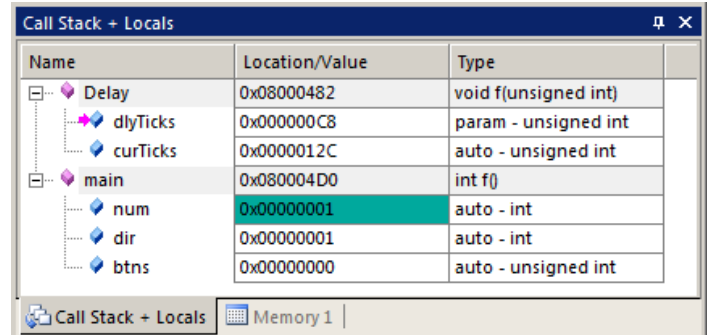 Call Stack + Locals
Name Location/Value Type
Delay 0x08000482 void f(unsigned int)
dlyTicks 0x000000C8 param - unsigned int
curTicks 0x0000012C auto - unsigned int
main 0x080004D0 int f()
num 0x00000001 auto - int
dir 0x00000001 auto - int
btns 0x00000000 auto - unsigned int
Call Stack + Locals Memory 1